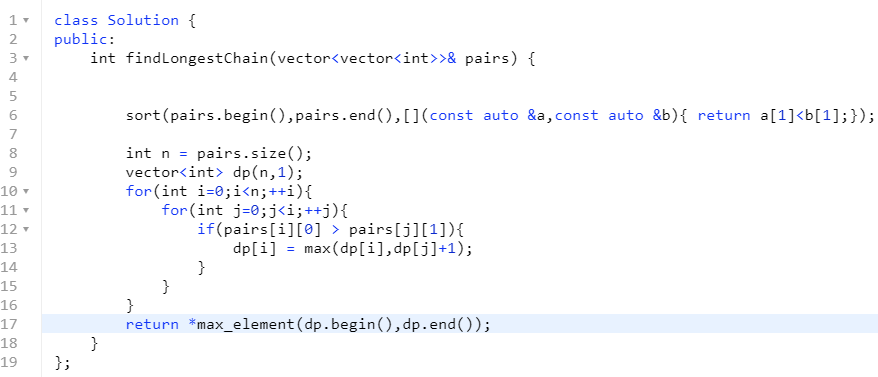 1 class Solution {
2 public:
3     int findLongestChain(vector<vector<int>>& pairs) {
4
5
6         sort(pairs.begin(),pairs.end(),[](const auto &a,const auto &b){ return a[1]<b[1];});
7
8         int n = pairs.size();
9         vector<int> dp(n,1);
10         for(int i=0;i<n;++i){
11             for(int j=0;j<i;++j){
12                 if(pairs[i][0] > pairs[j][1]){
13                     dp[i] = max(dp[i],dp[j]+1);
14                 }
15             }
16         }
17         return *max_element(dp.begin(),dp.end());
18     }
19 };